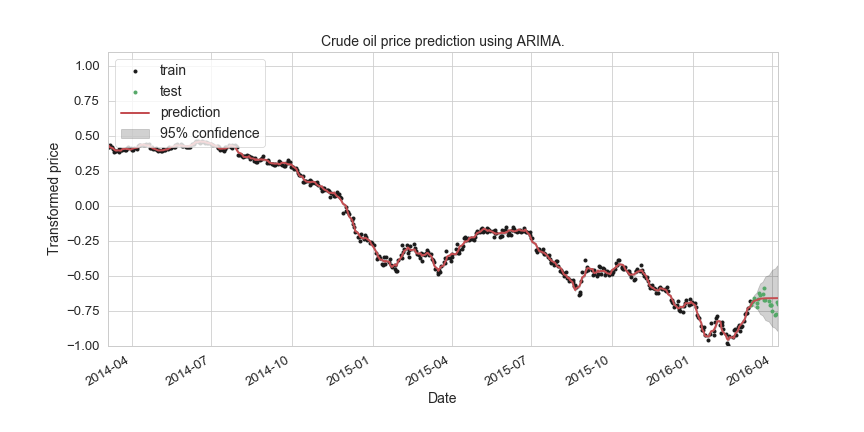 Crude oil price prediction using ARIMA.
1.00
0.75
0.50
0.25
0.00
−0.25
−0.50
−0.75
−1.00
Transformed price
train
test
prediction
95% confidence
2014-04
2014-07
2014-10
2015-01
2015-04
2015-07
2015-10
2016-01
2016-04
Date